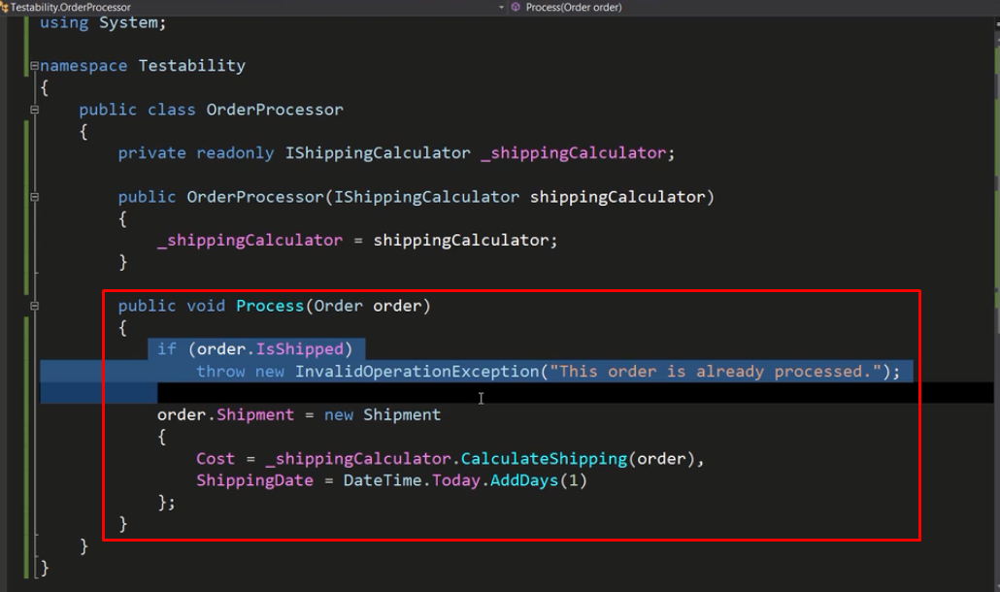 Testability.OrderProcessor
Process(Order order)
using System;
namespace Testability
{
public class OrderProcessor
{
private readonly IShippingCalculator _shippingCalculator;
public OrderProcessor(IShippingCalculator shippingCalculator)
{
_shippingCalculator = shippingCalculator;
}
public void Process(Order order)
{
if (order.IsShipped)
throw new InvalidOperationException("This order is already processed.");
order.Shipment = new Shipment
{
Cost = _shippingCalculator.CalculateShipping(order),
ShippingDate = DateTime.Today.AddDays(1)
};
}
}
}